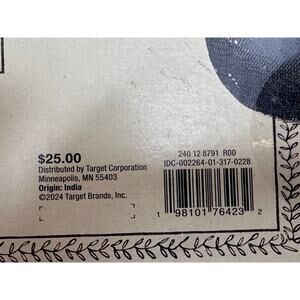 $25.00
Distributed by Target Corporation
Minneapolis, MN 55403
Origin: India
©2024 Target Brands, Inc.
240 12 8791 R00
IDC-002264-01-317-0228
1 98101 76423 2